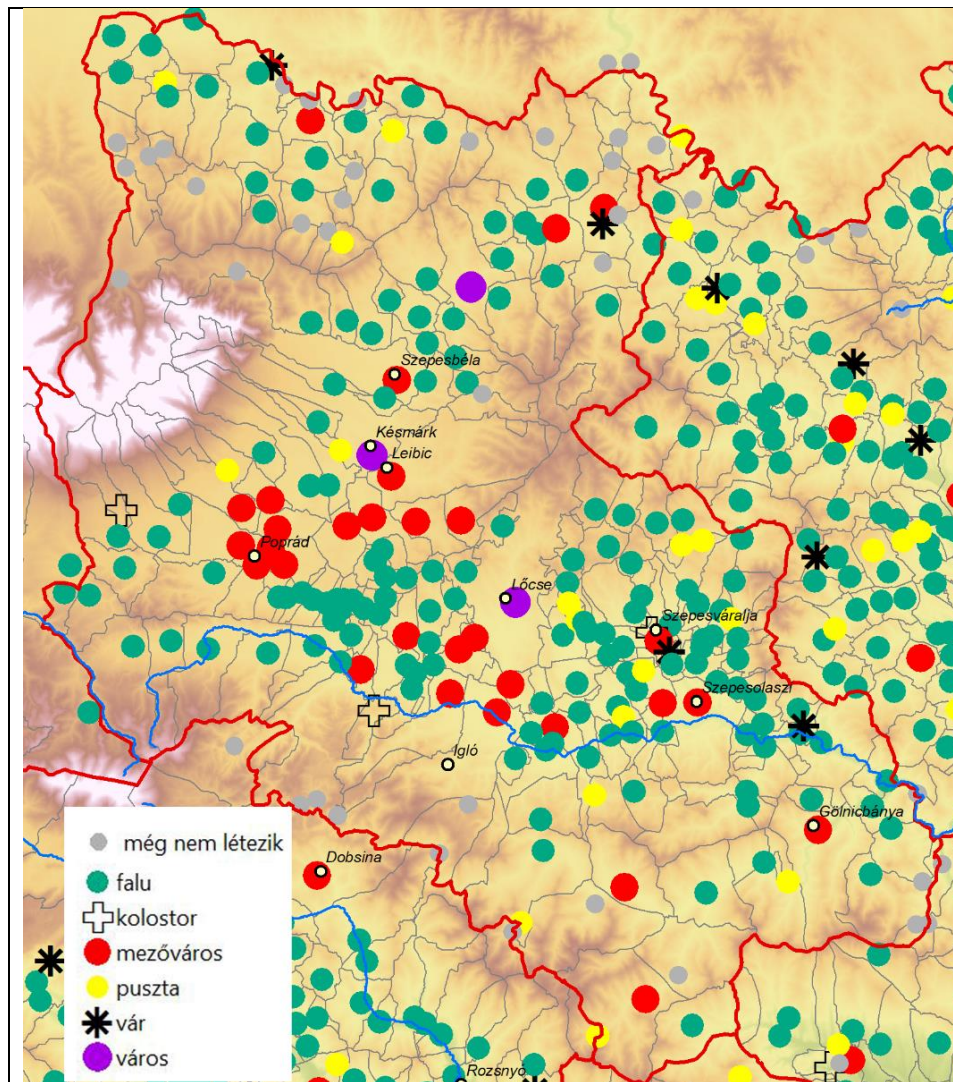 Szepesbéla
Késmárk
Leibic
Poprád
Lőcse
Szepesváralja
Szepesolaszi
Igló
Gölnicbánya
Dobsina
még nem létezik
falu
kolostor
mezőváros
puszta
vár
város
Rozsnyó